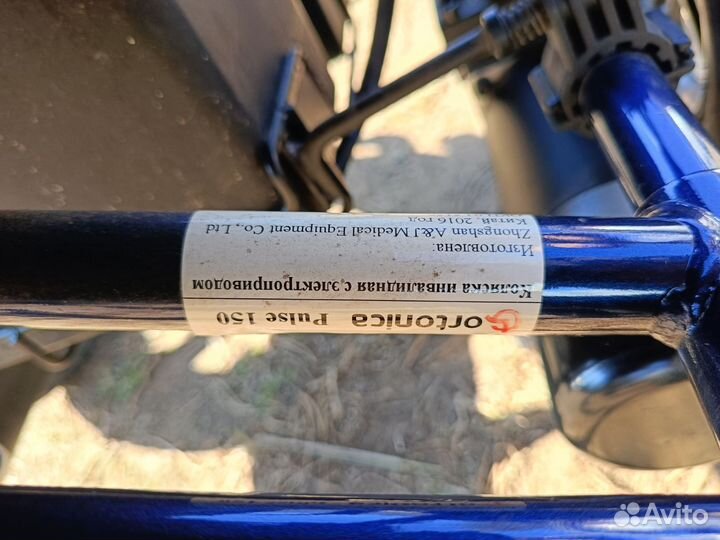 ortonica Pulse 150
Коляска инвалидная с электроприводом
Изготовлена:
Zhongshan A&J Medical Equipment Co., Ltd
Китай, 2016 год
Avito